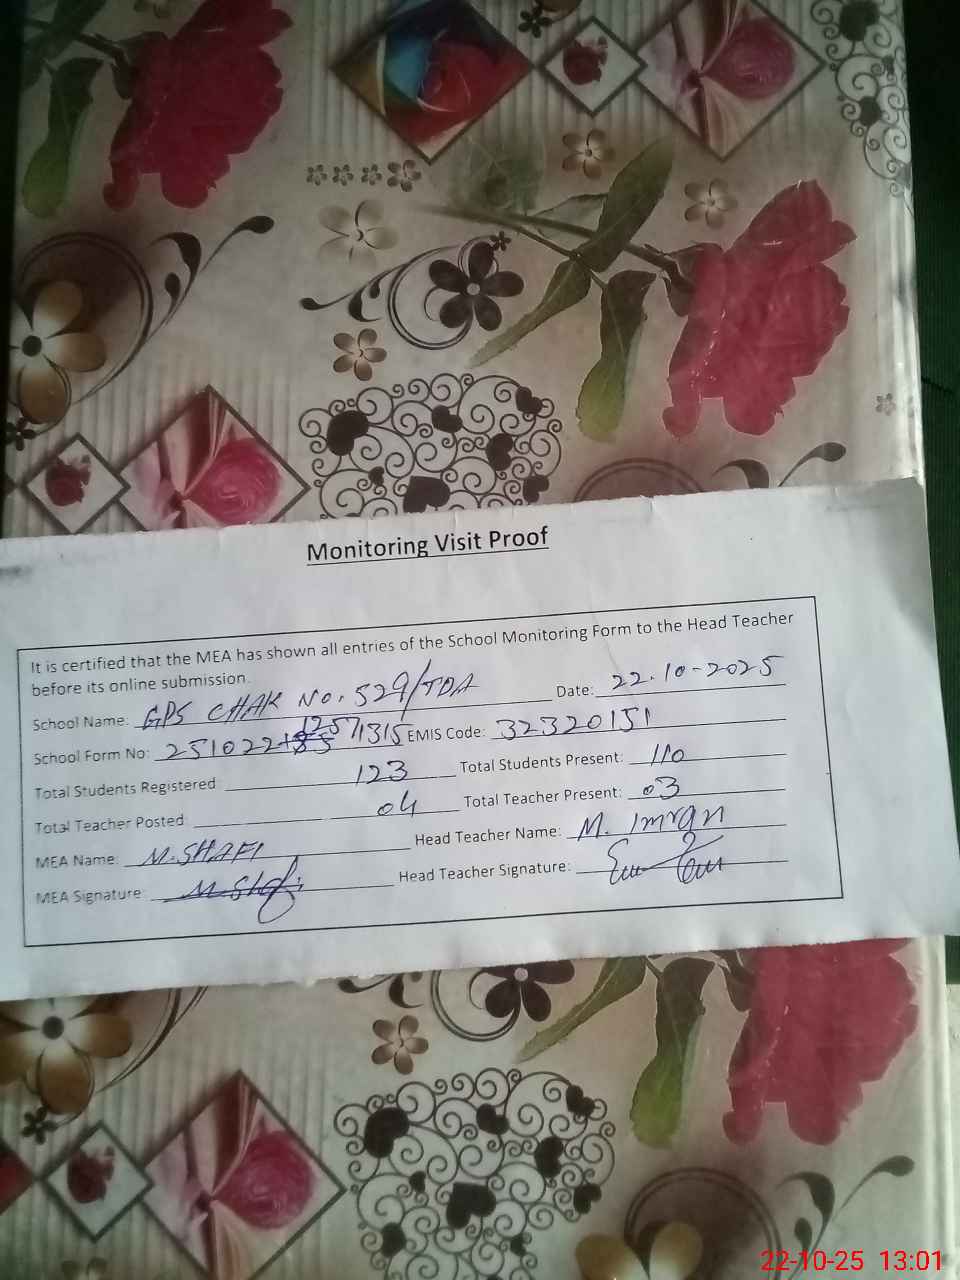 Monitoring Visit Proof
It is certified that the MEA has shown all entries of the School Monitoring Form to the Head Teacher
before its online submission.
School Name: GPS CHAK No. 529/TDA Date: 22.10-2025
School Form No: 251022 12571315 EMIS Code: 32320151
Total Students Registered: 123 Total Students Present: 110
Total Teacher Posted: 04 Total Teacher Present: 03
MEA Name: M.SHAFI Head Teacher Name: M. Imran
MEA Signature: M.Shafi Head Teacher Signature:
22-10-25 13:01